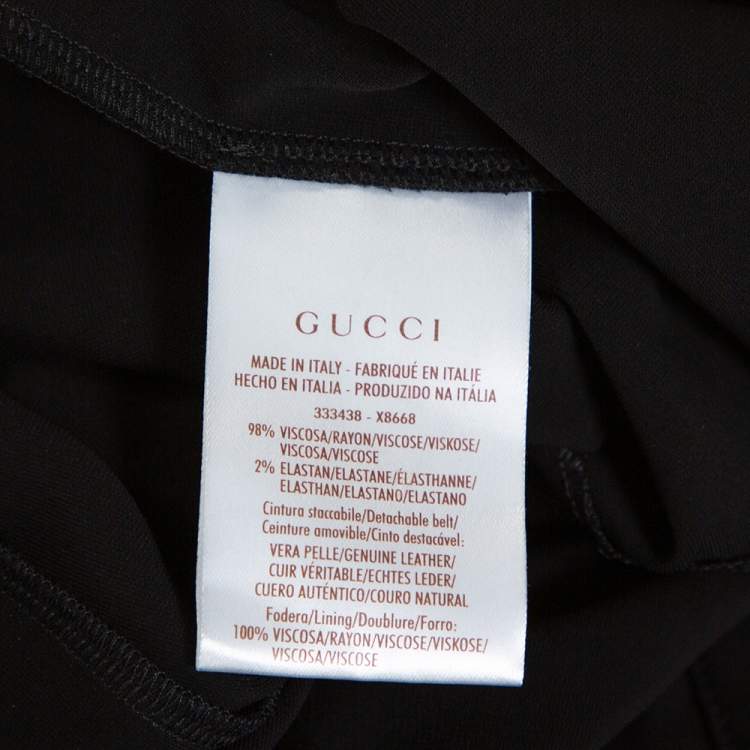 GUCCI
MADE IN ITALY - FABRIQUÉ EN ITALIE
HECHO EN ITALIA - PRODUZIDO NA ITÁLIA
333438 - X8668
98% VISCOSA/RAYON/VISCOSE/VISKOSE/
VISCOSA/VISCOSE
2% ELASTAN/ELASTANE/ÉLASTHANNE/
ELASTHAN/ELASTANO/ELASTANO
Cintura staccabile/Detachable belt/
Ceinture amovible/Cinto destacável:
VERA PELLE/GENUINE LEATHER/
CUIR VÉRITABLE/ECHTES LEDER/
CUERO AUTÉNTICO/COURO NATURAL
Fodera/Lining/Doublure/Forro:
100% VISCOSA/RAYON/VISCOSE/VISKOSE/
VISCOSA/VISCOSE